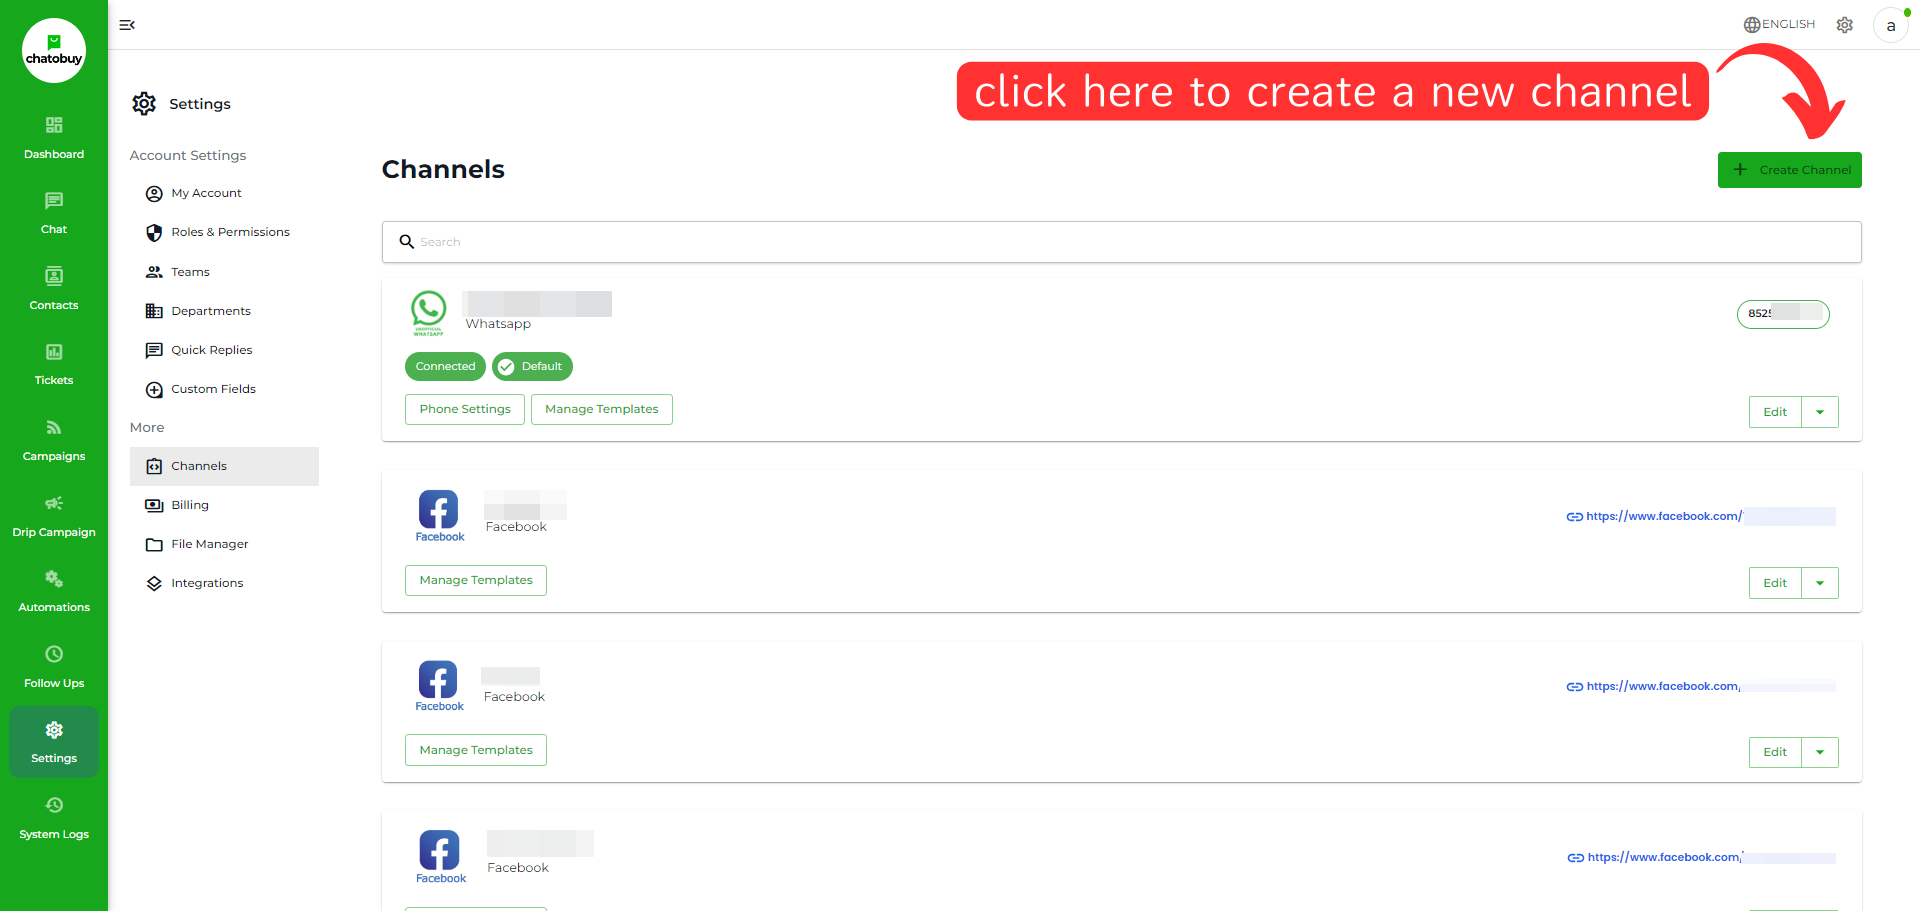 chatobuy
ENGLISH
a
click here to create a new channel
Settings
Account Settings
My Account
Roles & Permissions
Teams
Departments
Quick Replies
Custom Fields
More
Channels
Billing
File Manager
Integrations
Dashboard
Chat
Contacts
Tickets
Campaigns
Drip Campaign
Automations
Follow Ups
Settings
System Logs
Channels
Create Channel
Search
UNOFFICIAL
WHATSAPP
Whatsapp
852
Connected
Default
Phone Settings
Manage Templates
Edit
Facebook
Facebook
https://www.facebook.com/
Manage Templates
Edit
Facebook
Facebook
https://www.facebook.com/
Manage Templates
Edit
Facebook
Facebook
https://www.facebook.com/